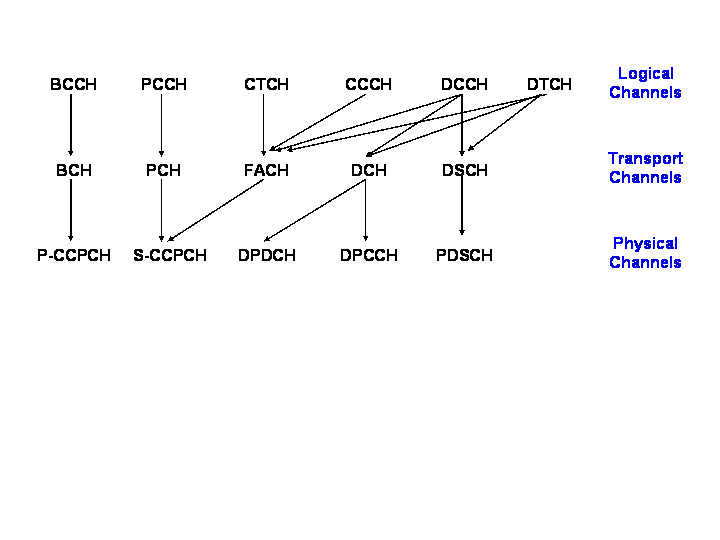 BCCH PCCH CTCH CCCH DCCH DTCH Logical
Channels
BCH PCH FACH DCH DSCH Transport
Channels
P-CCPCH S-CCPCH DPDCH DPCCH PDSCH Physical
Channels